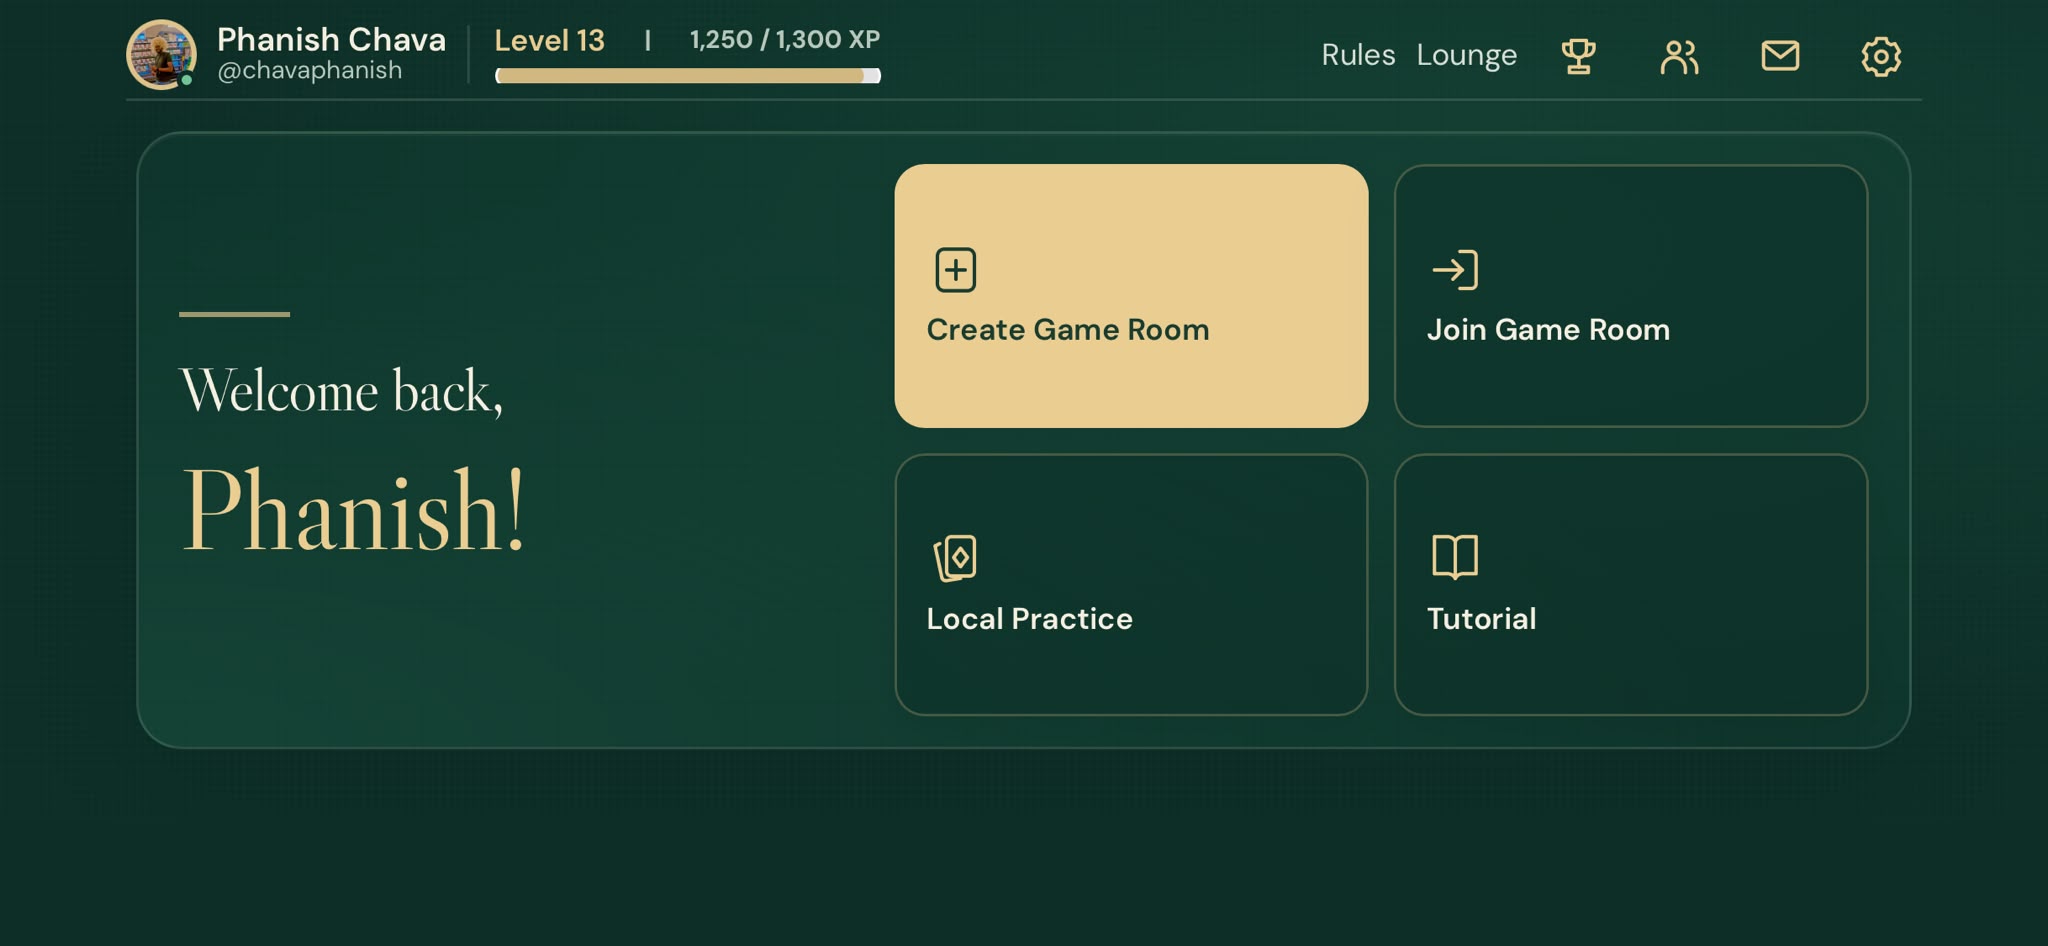 Phanish Chava
@chavaphanish
Level 13 | 1,250 / 1,300 XP
Rules Lounge
Welcome back,
Phanish!
Create Game Room
Join Game Room
Local Practice
Tutorial